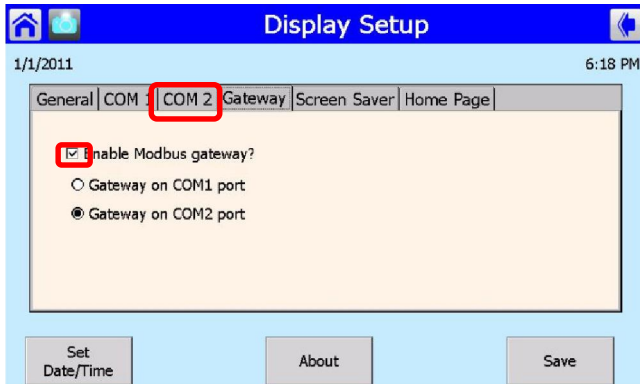 Display Setup
1/1/2011 6:18 PM
General COM 1 COM 2 Gateway Screen Saver Home Page
Enable Modbus gateway?
Gateway on COM1 port
Gateway on COM2 port
Set
Date/Time
About
Save